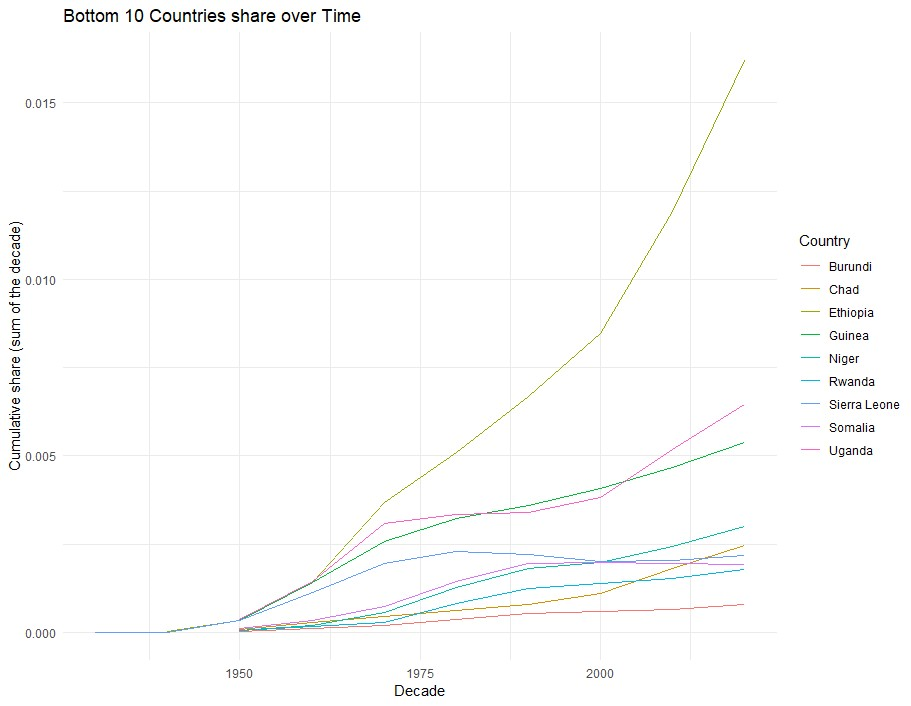 Bottom 10 Countries share over Time
Cumulative share (sum of the decade)
0.015
0.010
0.005
0.000
1950
1975
2000
Decade
Country
Burundi
Chad
Ethiopia
Guinea
Niger
Rwanda
Sierra Leone
Somalia
Uganda